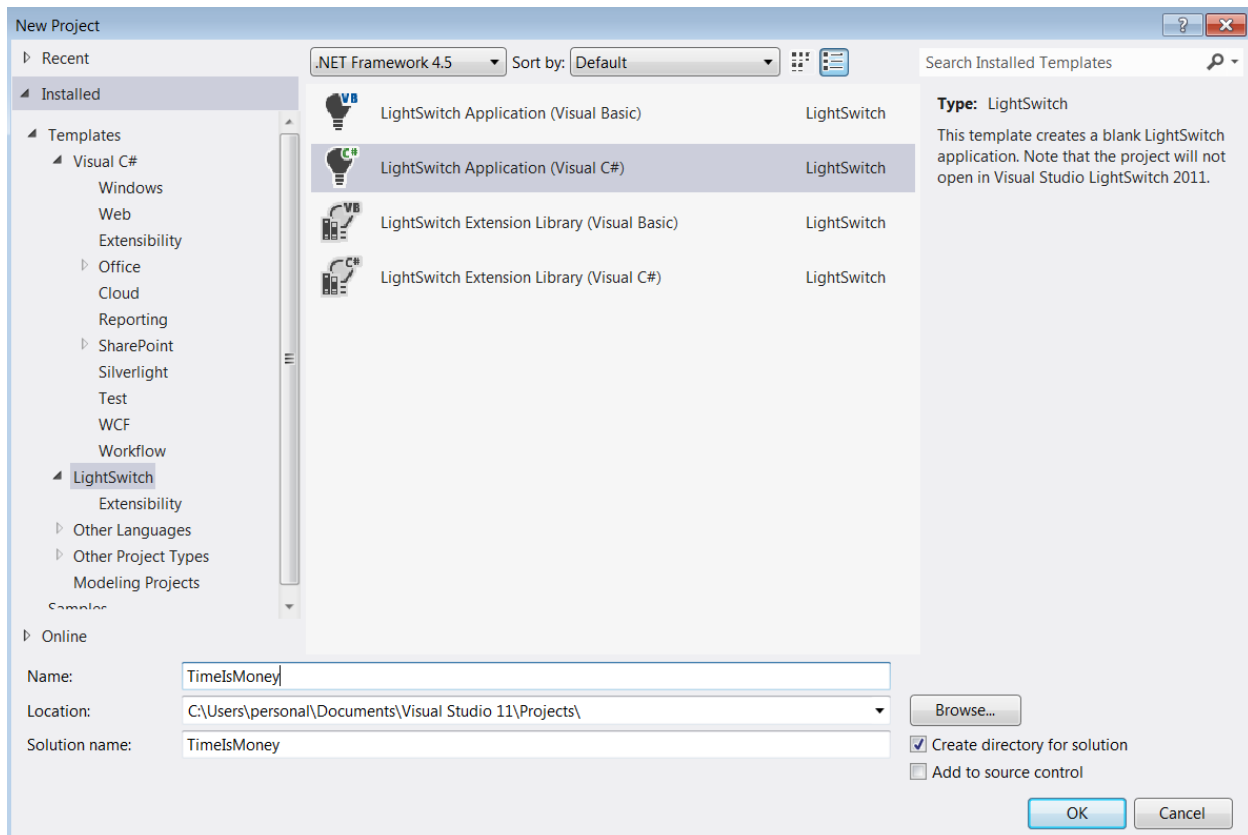 New Project
Recent
.NET Framework 4.5
Sort by:
Default
Search Installed Templates
Installed
Templates
Visual C#
Windows
Web
Extensibility
Office
Cloud
Reporting
SharePoint
Silverlight
Test
WCF
Workflow
LightSwitch
Extensibility
Other Languages
Other Project Types
Modeling Projects
Samples
Online
VB
LightSwitch Application (Visual Basic)
LightSwitch
C#
LightSwitch Application (Visual C#)
LightSwitch
VB
LightSwitch Extension Library (Visual Basic)
LightSwitch
C#
LightSwitch Extension Library (Visual C#)
LightSwitch
Type: LightSwitch
This template creates a blank LightSwitch
application. Note that the project will not
open in Visual Studio LightSwitch 2011.
Name:
TimeIsMoney
Location:
C:\Users\personal\Documents\Visual Studio 11\Projects\
Browse...
Solution name:
TimeIsMoney
Create directory for solution
Add to source control
OK
Cancel